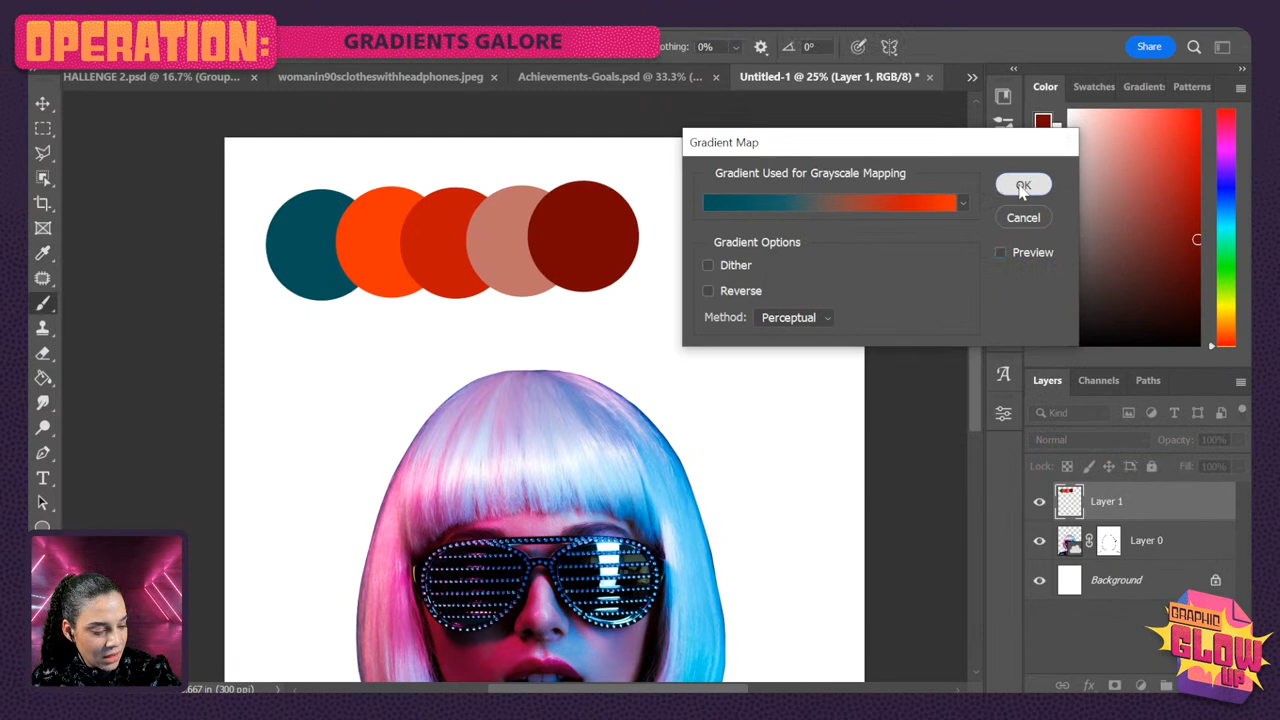 OPERATION:
GRADIENTS GALORE
othing: 0%
0°
Share
HALLENGE 2.psd @ 16.7% (Group...
womanin90sclotheswithheadphones.jpeg
Achievements-Goals.psd @ 33.3% (...
Untitled-1 @ 25% (Layer 1, RGB/8) *
Color
Swatches
Gradient:
Patterns
Gradient Map
Gradient Used for Grayscale Mapping
OK
Cancel
Preview
Gradient Options
Dither
Reverse
Method:
Perceptual
Layers
Channels
Paths
Kind
Normal
Opacity:
100%
Lock:
Fill:
100%
Layer 1
Layer 0
Background
.667 in (300 ppi)
GRAPHIC
GLOW
UP